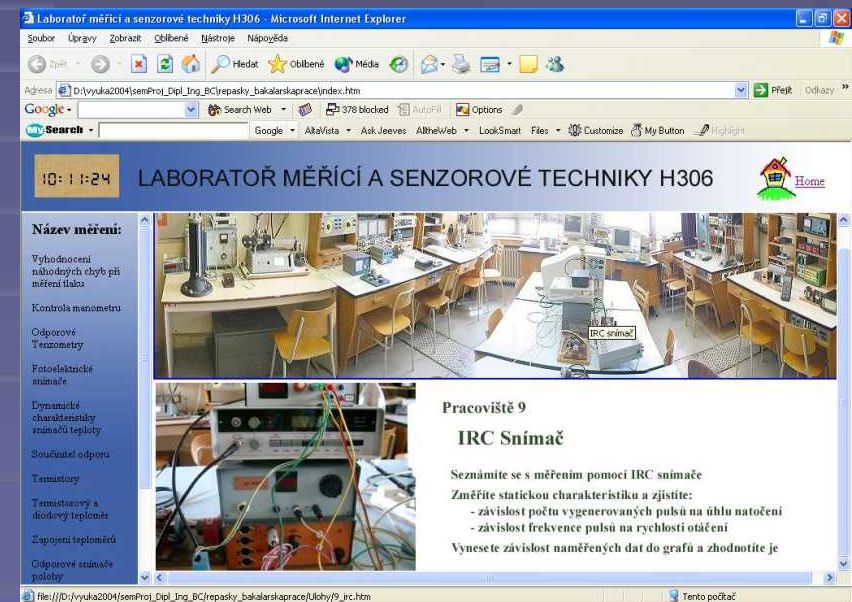 Laboratoř měřicí a senzorové techniky H306 - Microsoft Internet Explorer
Soubor Úpravy Zobrazit Oblíbené Nástroje Nápověda
Zpět Hledat Oblíbené Média
Adresa D:\vyuka2004\semProj_Dipl_Ing_BC\repasky_bakalarskaprace\index.htm Přejít Odkazy »
Google Search Web 378 blocked AutoFill Options
My Search Google AltaVista Ask Jeeves AlltheWeb LookSmart Files Customize My Button Highlight
10:11:24 LABORATOŘ MĚŘÍCÍ A SENZOROVÉ TECHNIKY H306 Home
Název měření:
Vyhodnocení
náhodných chyb při
měření tlaku
Kontrola manometru
Odporové
Tenzometry
Fotoelektrické
snímače
Dynamické
charakteristiky
snímačů teploty
Součinitel odporu
Termistory
Termistorový a
diodový teploměr
Zapojení teploměrů
Odporové snímače
polohy
IRC snímač
Pracoviště 9
IRC Snímač
Seznámíte se s měřením pomocí IRC snímače
Změříte statickou charakteristiku a zjistíte:
- závislost počtu vygenerovaných pulsů na úhlu natočení
- závislost frekvence pulsů na rychlosti otáčení
Vynesete závislost naměřených dat do grafů a zhodnotíte je
file:///D:/vyuka2004/semProj_Dipl_Ing_BC/repasky_bakalarskaprace/Ulohy/9_irc.htm Tento počítač